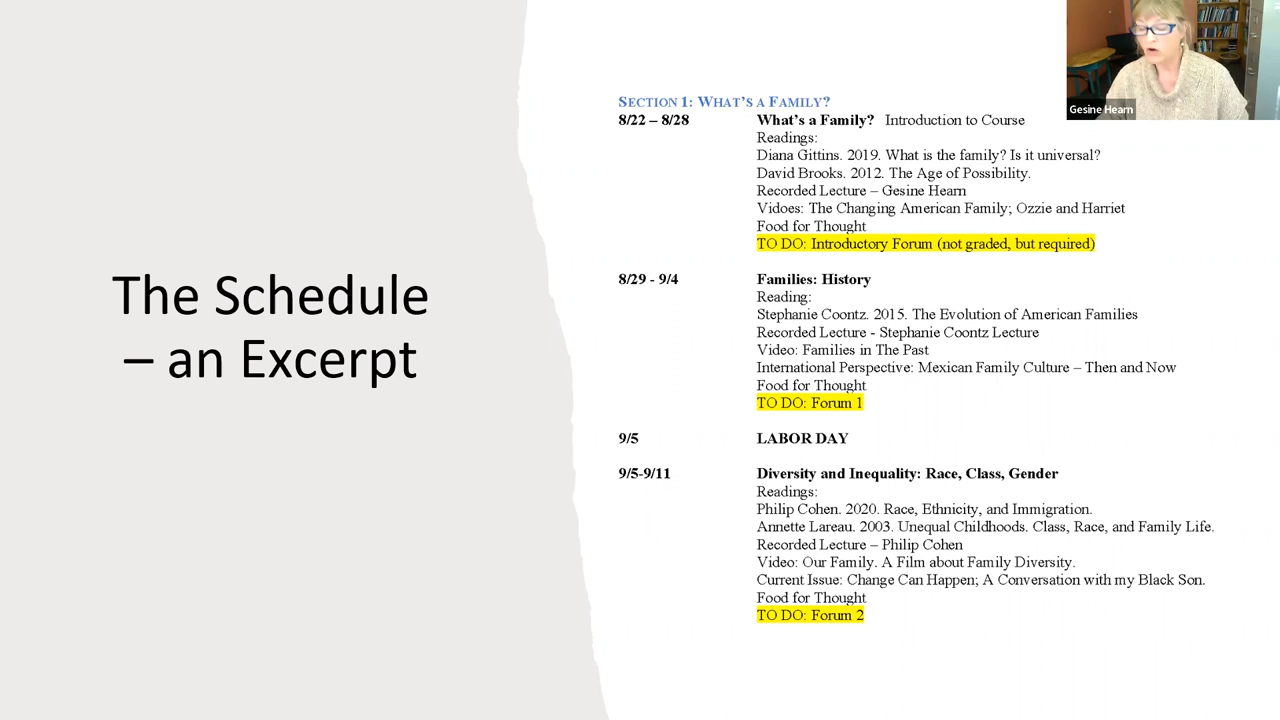 The Schedule
– an Excerpt
SECTION 1: WHAT'S A FAMILY?
8/22 – 8/28 What's a Family? Introduction to Course
Readings:
Diana Gittins. 2019. What is the family? Is it universal?
David Brooks. 2012. The Age of Possibility.
Recorded Lecture – Gesine Hearn
Vidoes: The Changing American Family; Ozzie and Harriet
Food for Thought
TO DO: Introductory Forum (not graded, but required)
8/29 - 9/4 Families: History
Reading:
Stephanie Coontz. 2015. The Evolution of American Families
Recorded Lecture - Stephanie Coontz Lecture
Video: Families in The Past
International Perspective: Mexican Family Culture – Then and Now
Food for Thought
TO DO: Forum 1
9/5 LABOR DAY
9/5-9/11 Diversity and Inequality: Race, Class, Gender
Readings:
Philip Cohen. 2020. Race, Ethnicity, and Immigration.
Annette Lareau. 2003. Unequal Childhoods. Class, Race, and Family Life.
Recorded Lecture – Philip Cohen
Video: Our Family. A Film about Family Diversity.
Current Issue: Change Can Happen; A Conversation with my Black Son.
Food for Thought
TO DO: Forum 2
Gesine Hearn